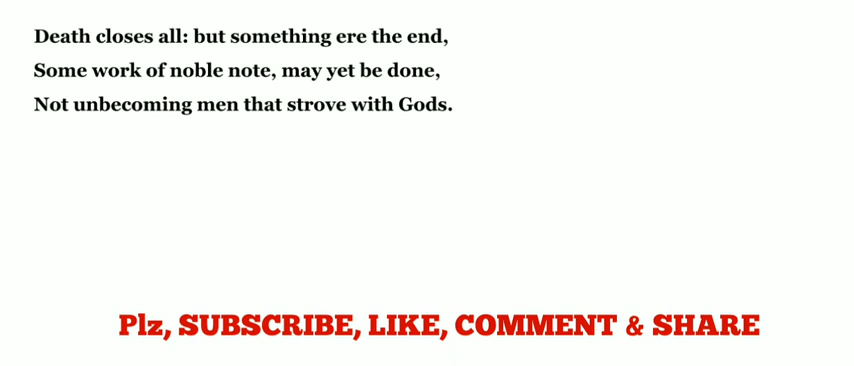 Death closes all: but something ere the end,
Some work of noble note, may yet be done,
Not unbecoming men that strove with Gods.
Plz, SUBSCRIBE, LIKE, COMMENT & SHARE